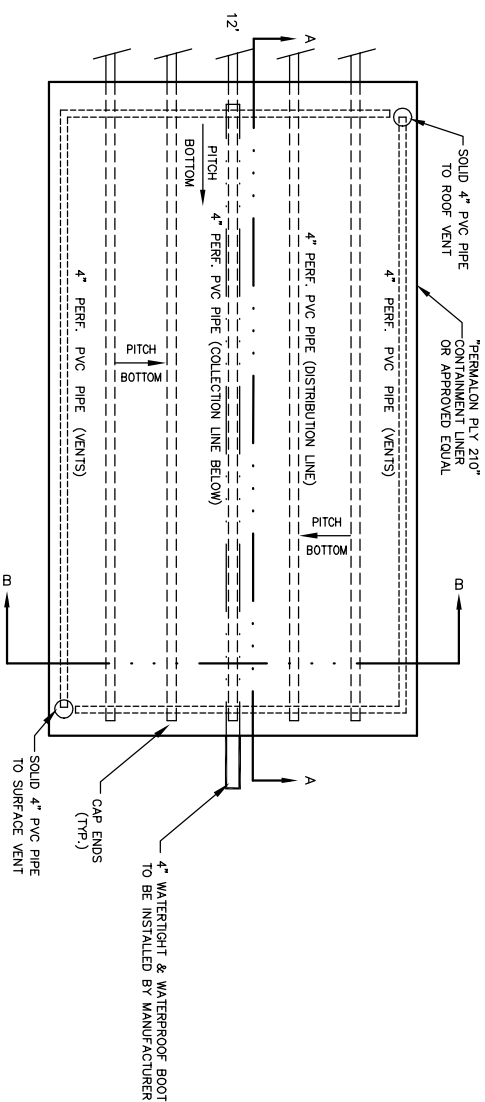 12'
A
A
SOLID 4" PVC PIPE
TO ROOF VENT
"PERMALON PLY 210"
CONTAINMENT LINER
OR APPROVED EQUAL
4" PERF. PVC PIPE (VENTS)
PITCH
BOTTOM
4" PERF. PVC PIPE (DISTRIBUTION LINE)
4" PERF. PVC PIPE (COLLECTION LINE BELOW)
PITCH
BOTTOM
PITCH
BOTTOM
4" PERF. PVC PIPE (VENTS)
B
B
CAP ENDS
(TYP.)
SOLID 4" PVC PIPE
TO SURFACE VENT
4" WATERTIGHT & WATERPROOF BOOT
TO BE INSTALLED BY MANUFACTURER